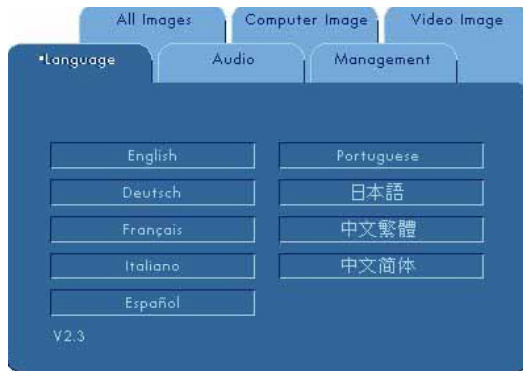 All Images Computer Image Video Image
•Language Audio Management
English Portuguese
Deutsch 日本語
Français 中文繁體
Italiano 中文简体
Español
V2.3